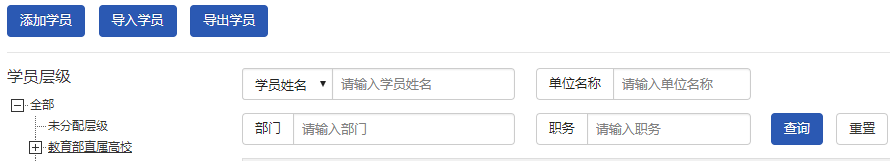 添加学员 导入学员 导出学员
学员层级
学员姓名 请输入学员姓名 单位名称 请输入单位名称
全部
部门 请输入部门 职务 请输入职务 查询 重置
未分配层级
教育部直属高校